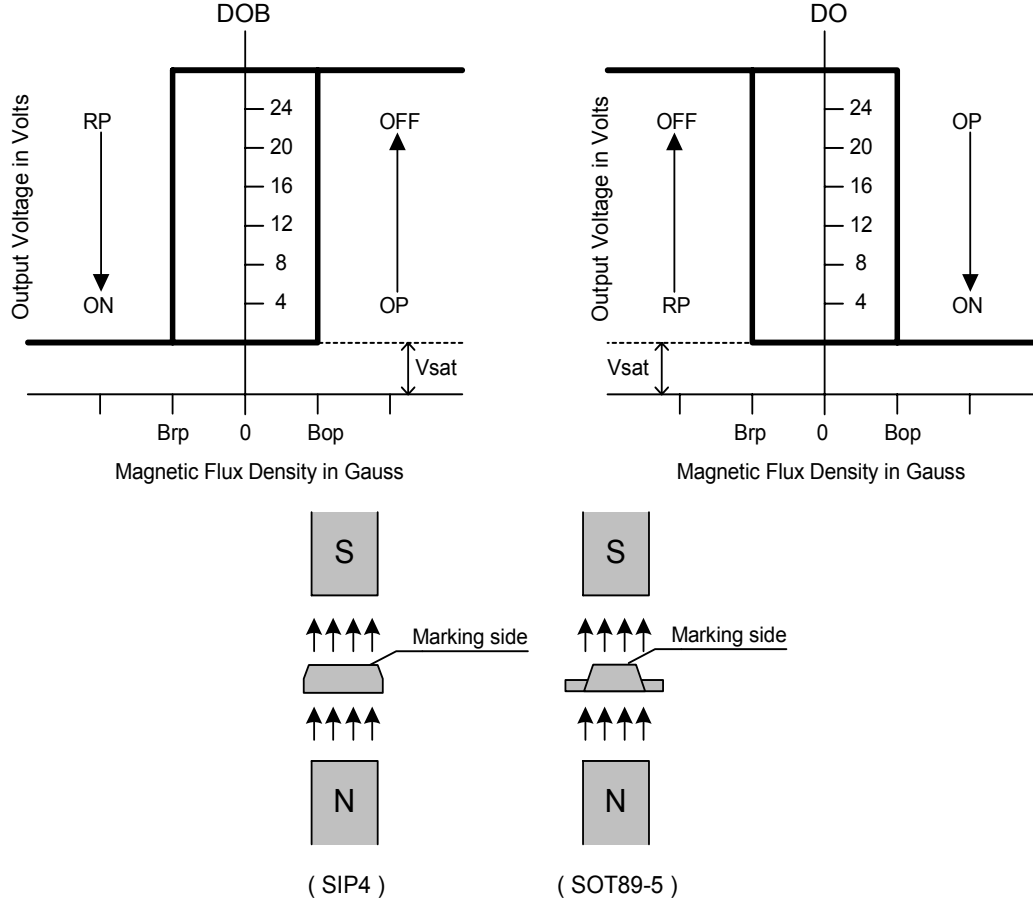 DOB
Output Voltage in Volts
RP
ON
24
20
16
12
8
4
OFF
OP
Vsat
Brp 0 Bop
Magnetic Flux Density in Gauss
DO
Output Voltage in Volts
OFF
RP
24
20
16
12
8
4
OP
ON
Vsat
Brp 0 Bop
Magnetic Flux Density in Gauss
S
Marking side
N
( SIP4 )
S
Marking side
N
( SOT89-5 )